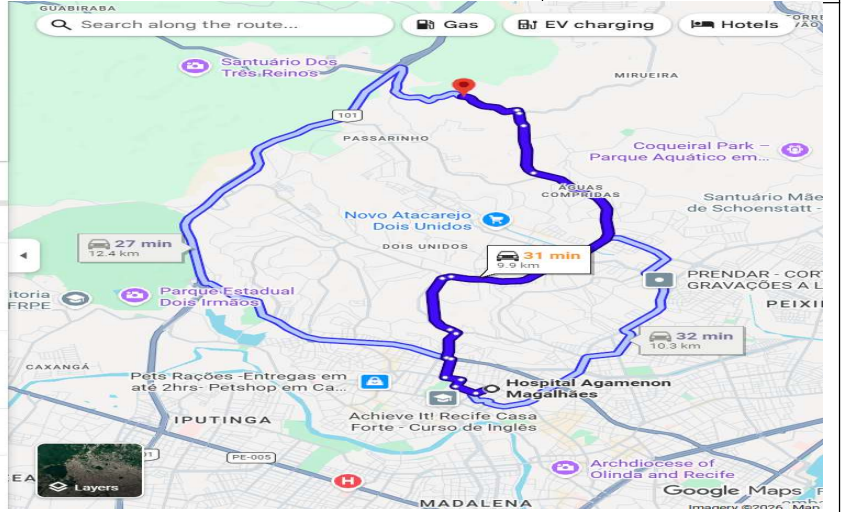 GUABIRABA
Search along the route...
Gas
EV charging
Hotels
Santuário Dos
Três Reinos
MIRUEIRA
101
PASSARINHO
Coqueiral Park –
Parque Aquático em...
ÁGUAS
COMPRIDAS
Santuário Mãe
de Schoenstatt -
Novo Atacarejo
Dois Unidos
DOIS UNIDOS
27 min
12.4 km
31 min
9.9 km
PRENDAR - COR
GRAVAÇÕES A L
itoria
FRPE
Parque Estadual
Dois Irmãos
PEIXI
32 min
10.3 km
CAXANGÁ
Pets Rações -Entregas em
até 2hrs- Petshop em Ca...
Hospital Agamenon
Magalhães
IPUTINGA
Achieve It! Recife Casa
Forte - Curso de Inglês
PE-005
Archdiocese of
Olinda and Recife
Layers
H
Google Maps
MADALENA
Imagery ©2026